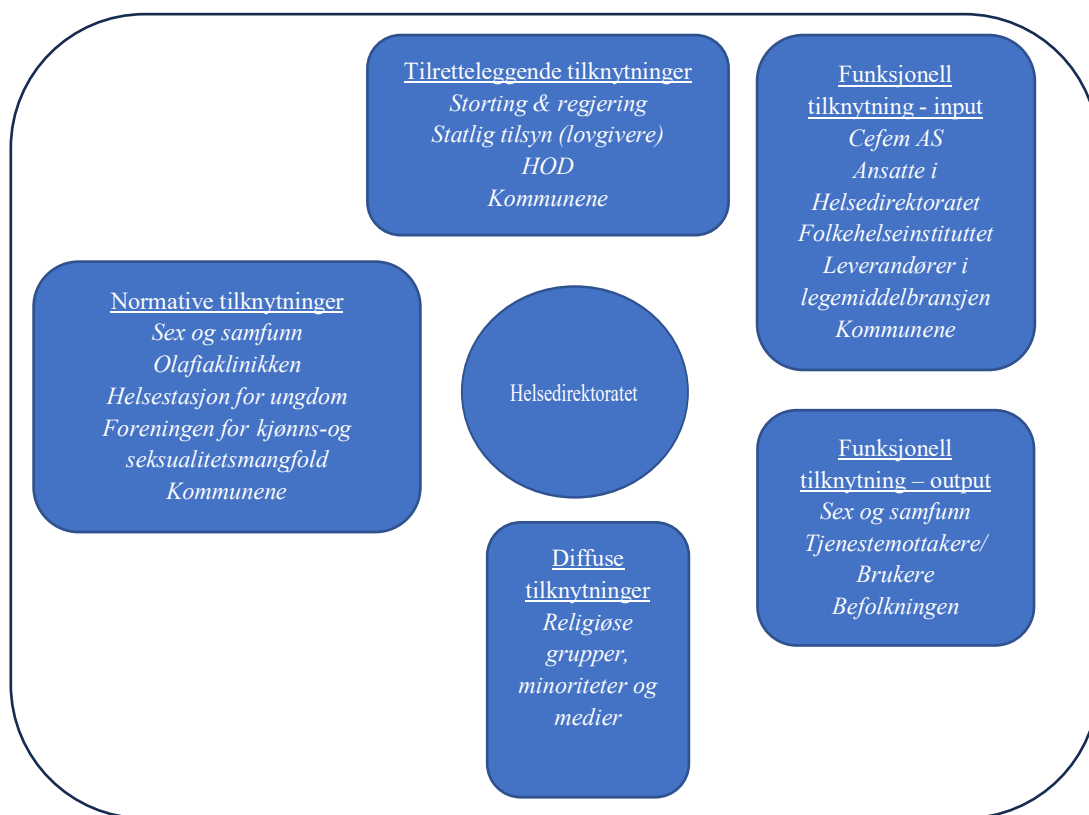 Tilretteleggende tilknytninger
Storting & regjering
Statlig tilsyn (lovgivere)
HOD
Kommunene
Funksjonell
tilknytning - input
Cefem AS
Ansatte i
Helsedirektoratet
Folkehelseinstituttet
Leverandører i
legemiddelbransjen
Kommunene
Normative tilknytninger
Sex og samfunn
Olafiaklinikken
Helsestasjon for ungdom
Foreningen for kjønns-og
seksualitetsmangfold
Kommunene
Helsedirektoratet
Funksjonell
tilknytning – output
Sex og samfunn
Tjenestemottakere/
Brukere
Befolkningen
Diffuse
tilknytninger
Religiøse
grupper,
minoriteter og
medier